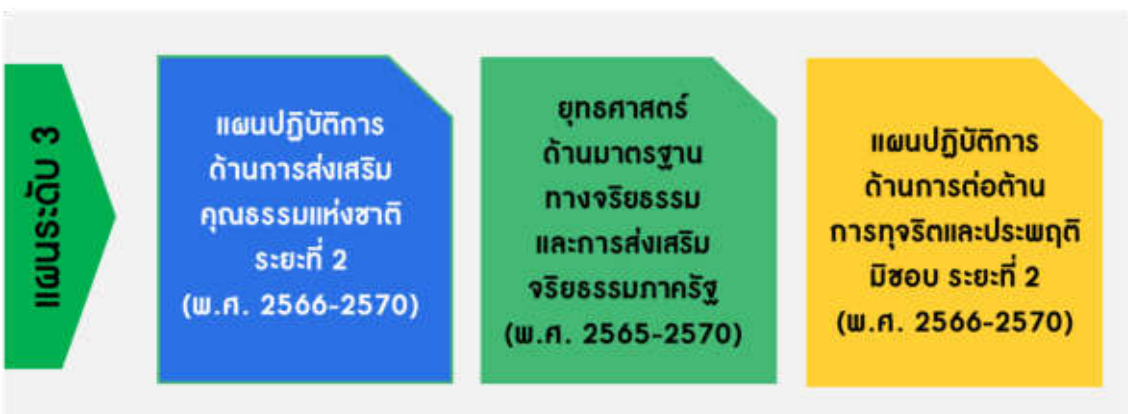 แผนระดับ 3
แผนปฏิบัติการ
ด้านการส่งเสริม
คุณธรรมแห่งชาติ
ระยะที่ 2
(พ.ศ. 2566-2570)
ยุทธศาสตร์
ด้านมาตรฐาน
ทางจริยธรรม
และการส่งเสริม
จริยธรรมภาครัฐ
(พ.ศ. 2565-2570)
แผนปฏิบัติการ
ด้านการต่อต้าน
การทุจริตและประพฤติ
มิชอบ ระยะที่ 2
(พ.ศ. 2566-2570)